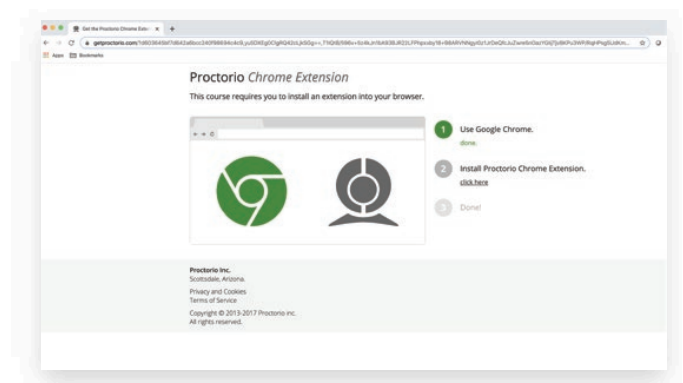 Get the Proctorio Chrome Exten
Apps Bookmarks
Proctorio Chrome Extension
This course requires you to install an extension into your browser.
1 Use Google Chrome.
done.
2 Install Proctorio Chrome Extension.
click here
3 Done!
Proctorio Inc.
Scottsdale, Arizona.
Privacy and Cookies
Terms of Service
Copyright © 2013-2017 Proctorio inc.
All rights reserved.